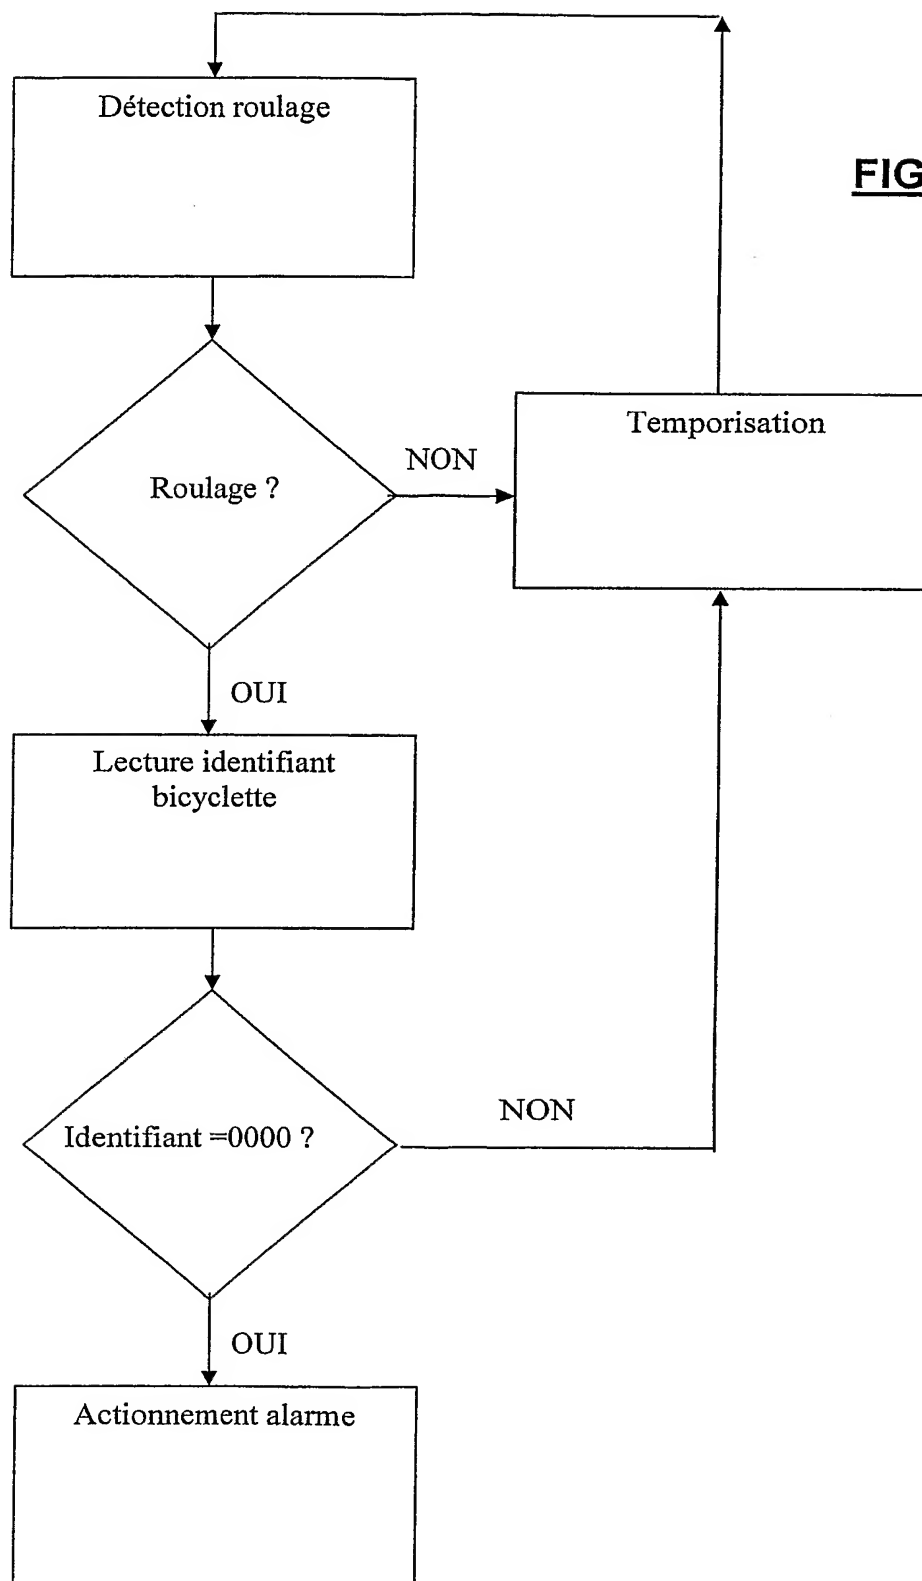 Détection roulage
FIG
Temporisation
NON
Roulage ?
OUI
Lecture identifiant
bicyclette
NON
Identifiant =0000 ?
OUI
Actionnement alarme